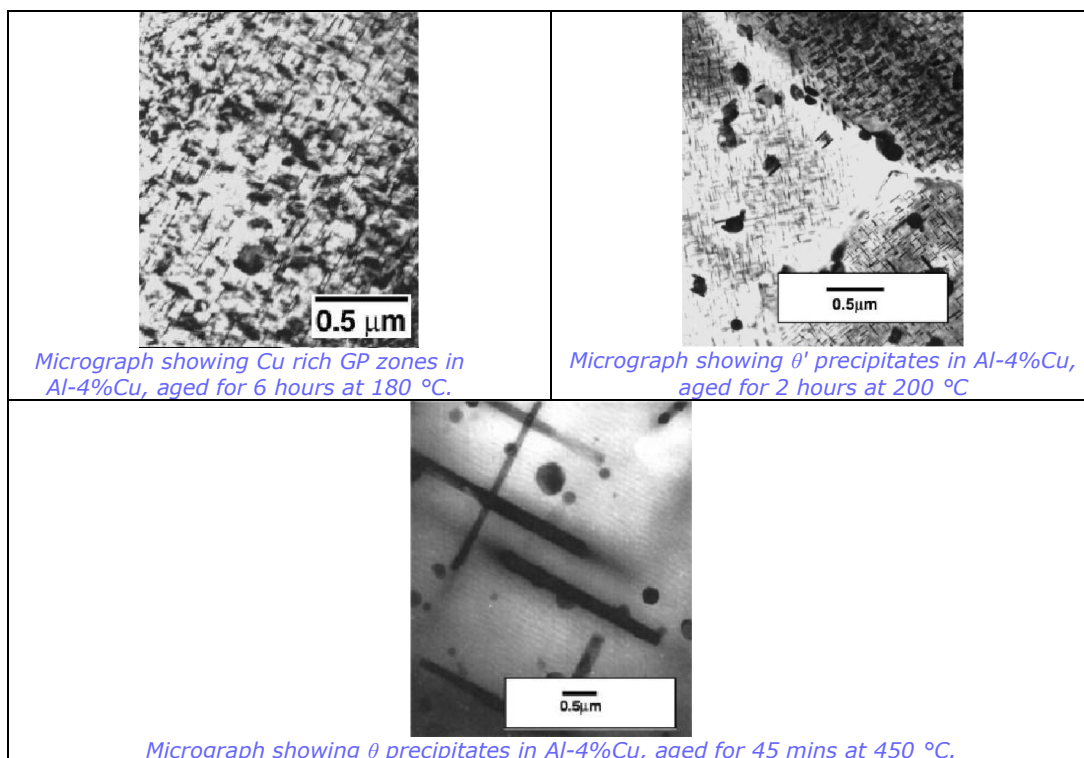 0.5 μm
0.5μm
Micrograph showing Cu rich GP zones in
Al-4%Cu, aged for 6 hours at 180 °C.
Micrograph showing θ' precipitates in Al-4%Cu,
aged for 2 hours at 200 °C
0.5μm
Micrograph showing θ precipitates in Al-4%Cu, aged for 45 mins at 450 °C.